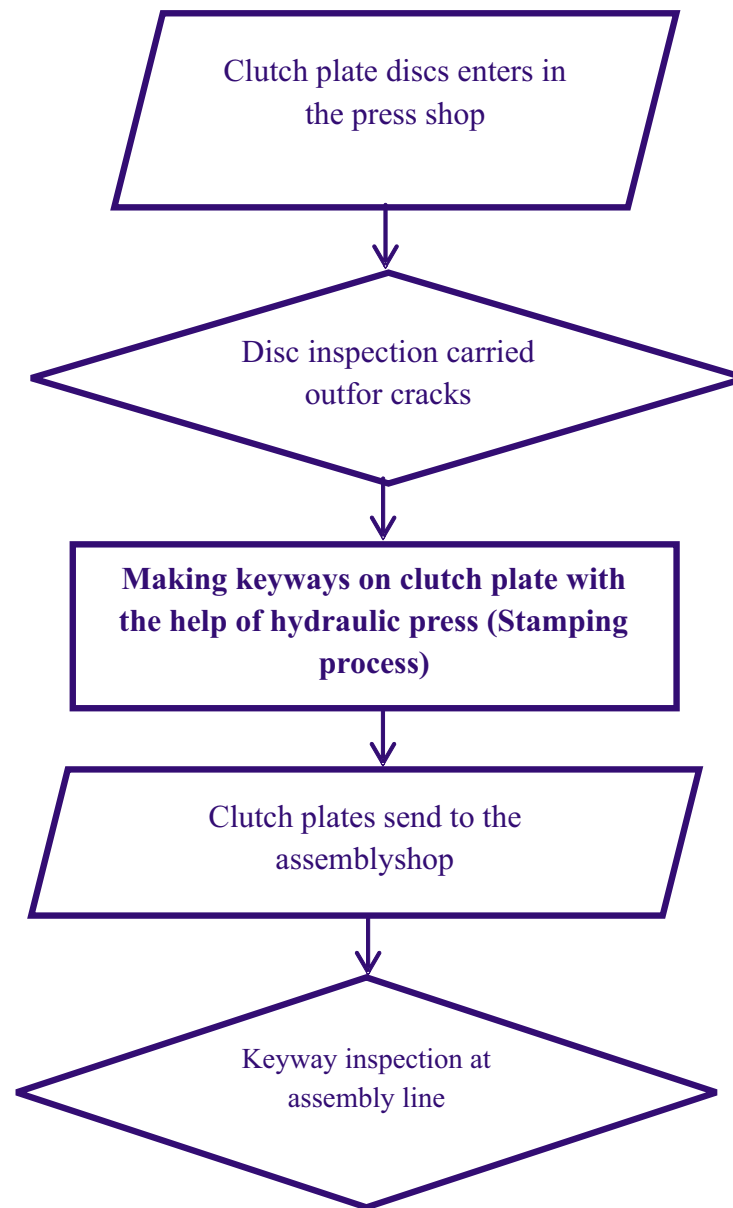 Clutch plate discs enters in
the press shop
Disc inspection carried
outfor cracks
Making keyways on clutch plate with
the help of hydraulic press (Stamping
process)
Clutch plates send to the
assemblyshop
Keyway inspection at
assembly line